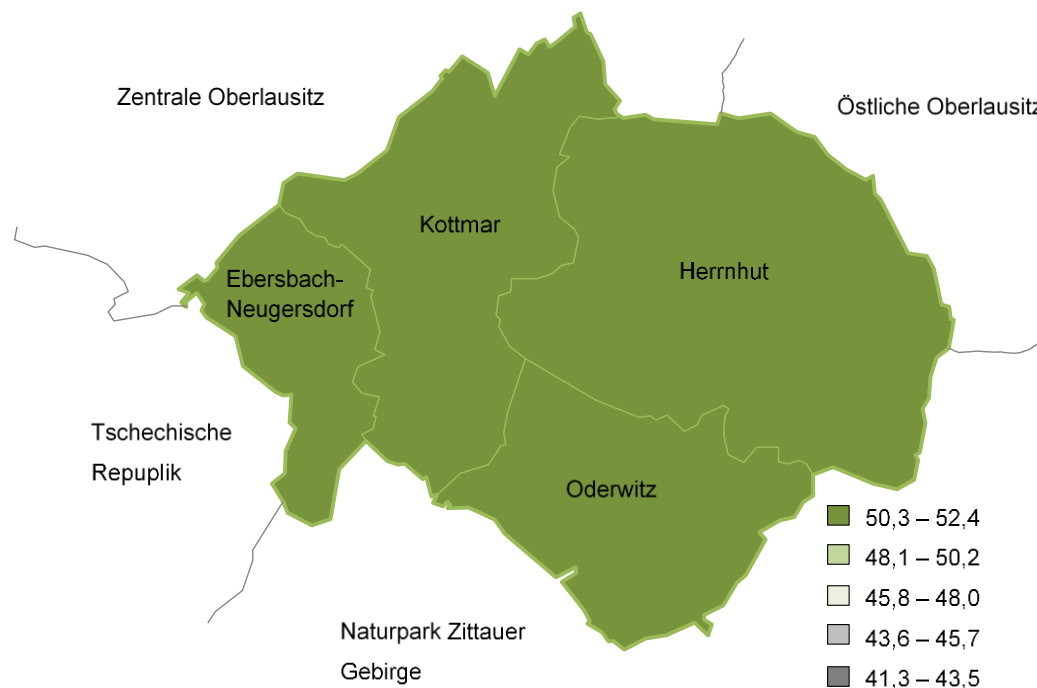 Zentrale Oberlausitz
Östliche Oberlausitz
Kottmar
Herrnhut
Ebersbach-
Neugersdorf
Tschechische
Repuplik
Oderwitz
Naturpark Zittauer
Gebirge
50,3 – 52,4
48,1 – 50,2
45,8 – 48,0
43,6 – 45,7
41,3 – 43,5